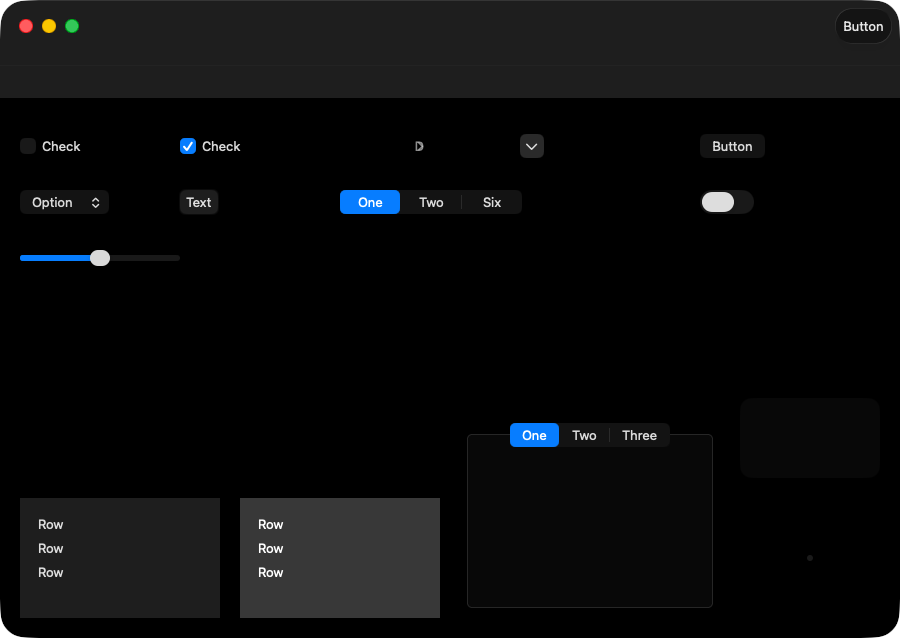 Button
Check
Check
Button
Option
Text
One Two Six
One Two Three
Row
Row
Row
Row
Row
Row